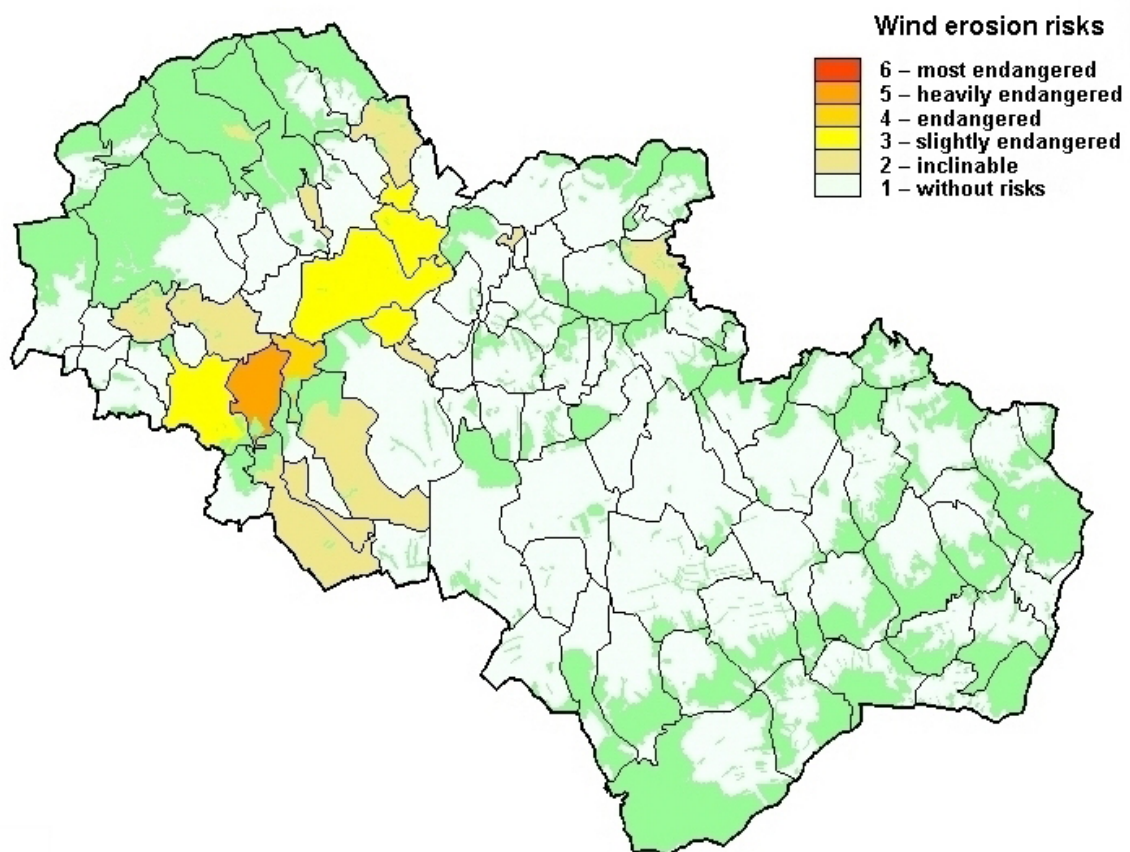 Wind erosion risks
6 – most endangered
5 – heavily endangered
4 – endangered
3 – slightly endangered
2 – inclinable
1 – without risks